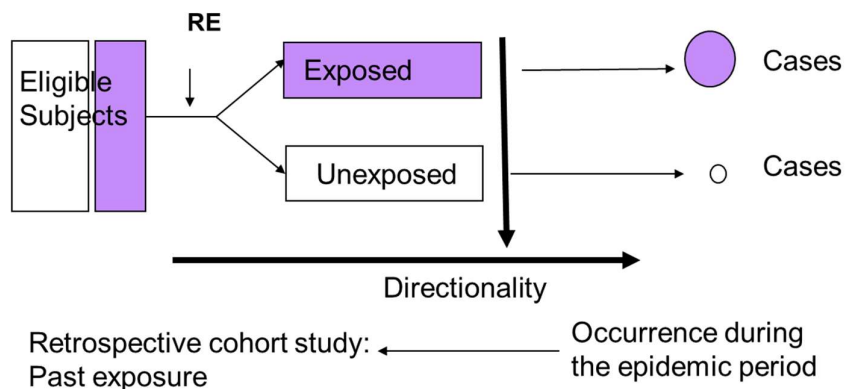 RE
Eligible
Subjects
Exposed
Unexposed
Cases
Cases
Directionality
Retrospective cohort study:
Past exposure
Occurrence during
the epidemic period